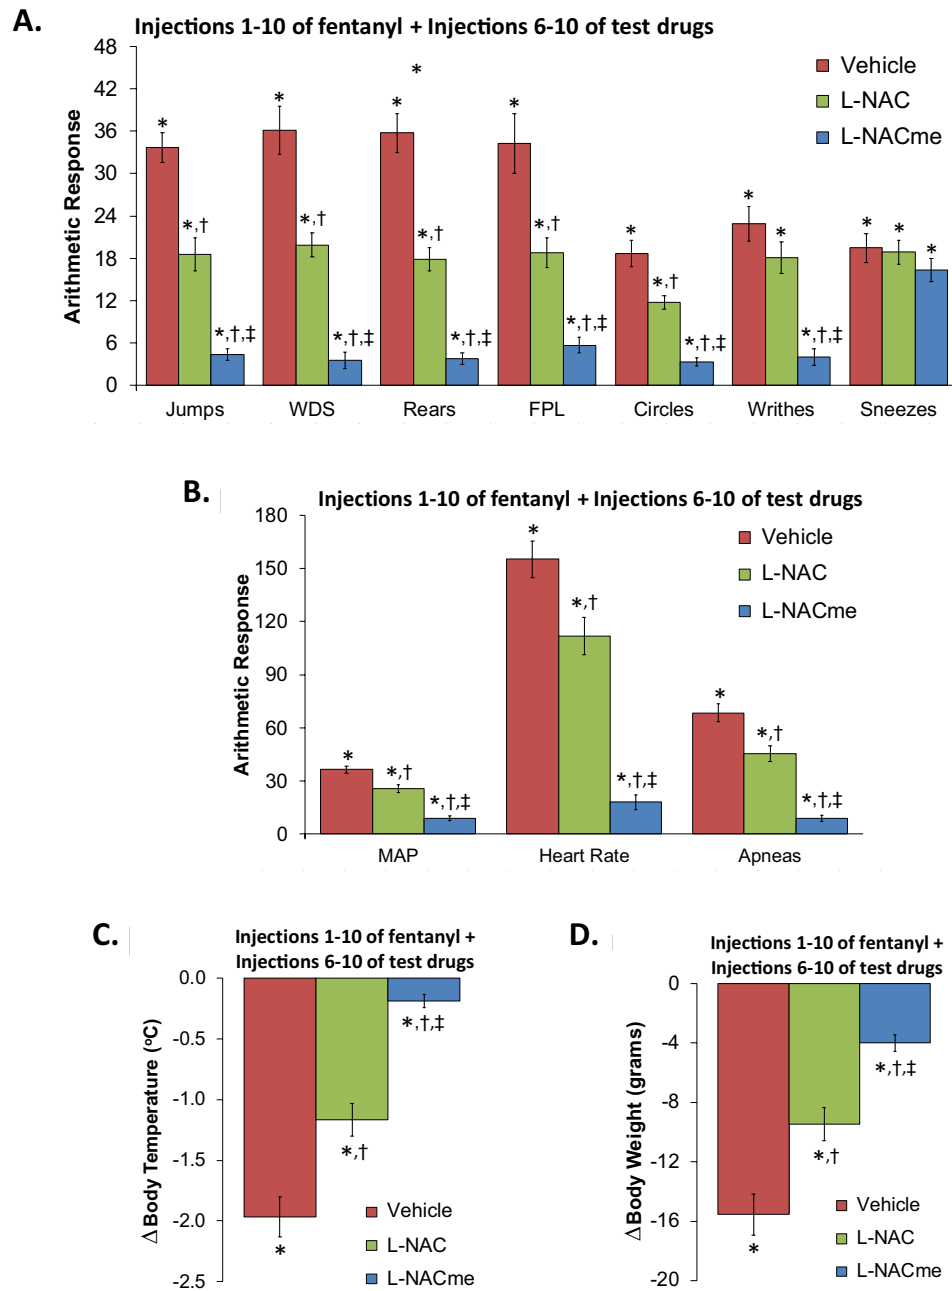 A.
Injections 1-10 of fentanyl + Injections 6-10 of test drugs
Arithmetic Response
48
42
36
30
24
18
12
6
0
*
Vehicle
L-NAC
L-NACme
* *,† *,†,‡
* *,† *,†,‡
* *,† *,†,‡
* *,† *,†,‡
* *,† *,†,‡
* * *,†,‡
* * *
Jumps WDS Rears FPL Circles Writhes Sneezes
B.
Injections 1-10 of fentanyl + Injections 6-10 of test drugs
Arithmetic Response
180
150
120
90
60
30
0
Vehicle
L-NAC
L-NACme
* *,† *,†,‡
* *,† *,†,‡
* *,† *,†,‡
MAP Heart Rate Apneas
C.
Injections 1-10 of fentanyl +
Injections 6-10 of test drugs
Δ Body Temperature (ºC)
0.0
-0.5
-1.0
-1.5
-2.0
-2.5
* *,† *,†,‡
Vehicle
L-NAC
L-NACme
D.
Injections 1-10 of fentanyl +
Injections 6-10 of test drugs
Δ Body Weight (grams)
0
-4
-8
-12
-16
-20
* *,† *,†,‡
Vehicle
L-NAC
L-NACme